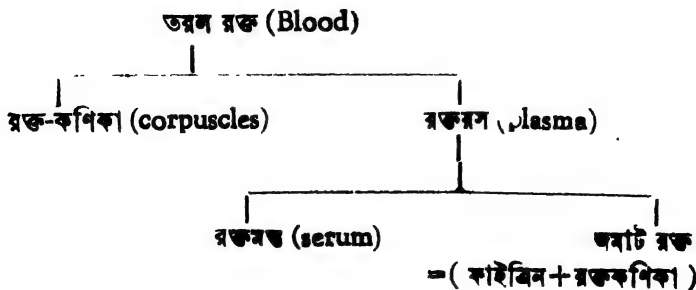 তরল রক্ত (Blood)
রক্ত-কণিকা (corpuscles) রক্তরস (plasma)
রক্তমস্তু (serum) জমাট রক্ত
=( ফাইব্রিন+রক্তকণিকা )